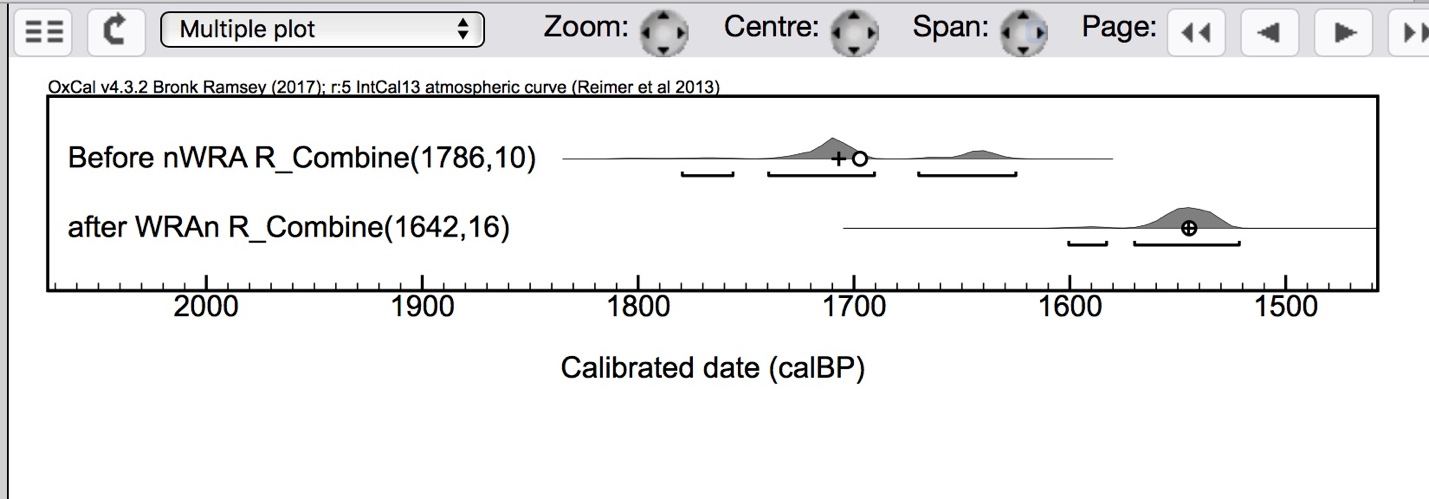 Multiple plot Zoom: Centre: Span: Page:
OxCal v4.3.2 Bronk Ramsey (2017); r:5 IntCal13 atmospheric curve (Reimer et al 2013)
Before nWRA R_Combine(1786,10)
after WRAn R_Combine(1642,16)
2000 1900 1800 1700 1600 1500
Calibrated date (calBP)